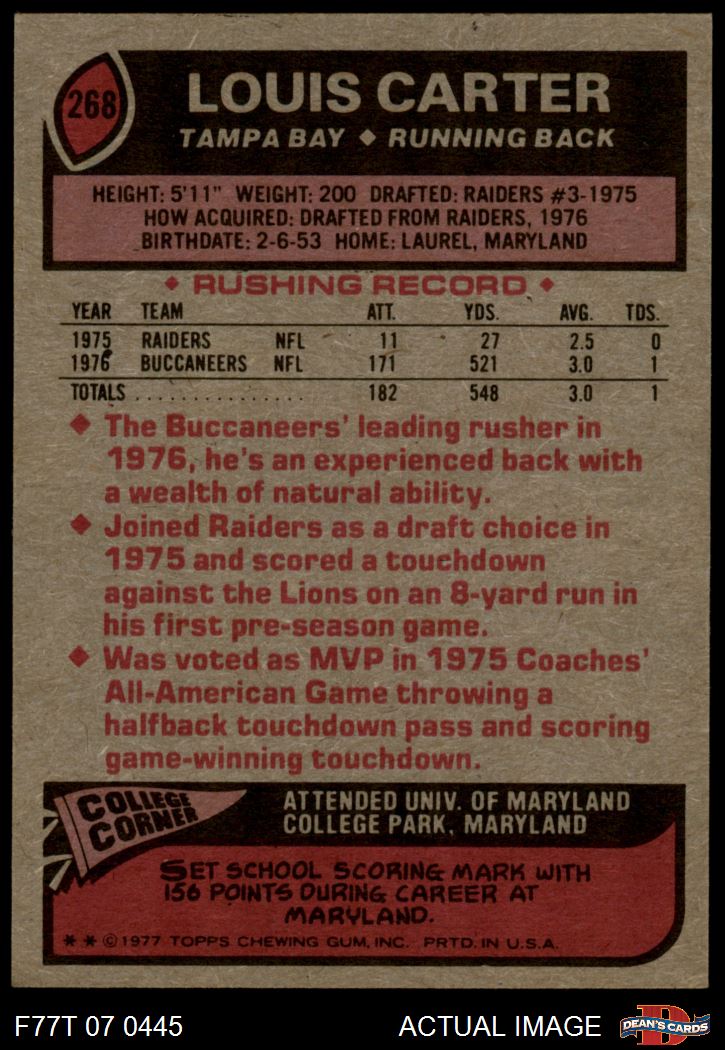 268
LOUIS CARTER
TAMPA BAY ◆ RUNNING BACK
HEIGHT: 5'11" WEIGHT: 200 DRAFTED: RAIDERS #3-1975
HOW ACQUIRED: DRAFTED FROM RAIDERS, 1976
BIRTHDATE: 2-6-53 HOME: LAUREL, MARYLAND
◆ RUSHING RECORD ◆
YEAR TEAM ATT. YDS. AVG. TDS.
1975 RAIDERS NFL 11 27 2.5 0
1976 BUCCANEERS NFL 171 521 3.0 1
TOTALS ................ 182 548 3.0 1
◆ The Buccaneers' leading rusher in
1976, he's an experienced back with
a wealth of natural ability.
◆ Joined Raiders as a draft choice in
1975 and scored a touchdown
against the Lions on an 8-yard run in
his first pre-season game.
◆ Was voted as MVP in 1975 Coaches'
All-American Game throwing a
halfback touchdown pass and scoring
game-winning touchdown.
COLLEGE
CORNER
ATTENDED UNIV. OF MARYLAND
COLLEGE PARK, MARYLAND
SET SCHOOL SCORING MARK WITH
156 POINTS DURING CAREER AT
MARYLAND.
* * © 1977 TOPPS CHEWING GUM, INC. PRTD. IN U.S.A.
F77T 07 0445 ACTUAL IMAGE
D
DEAN'S CARDS